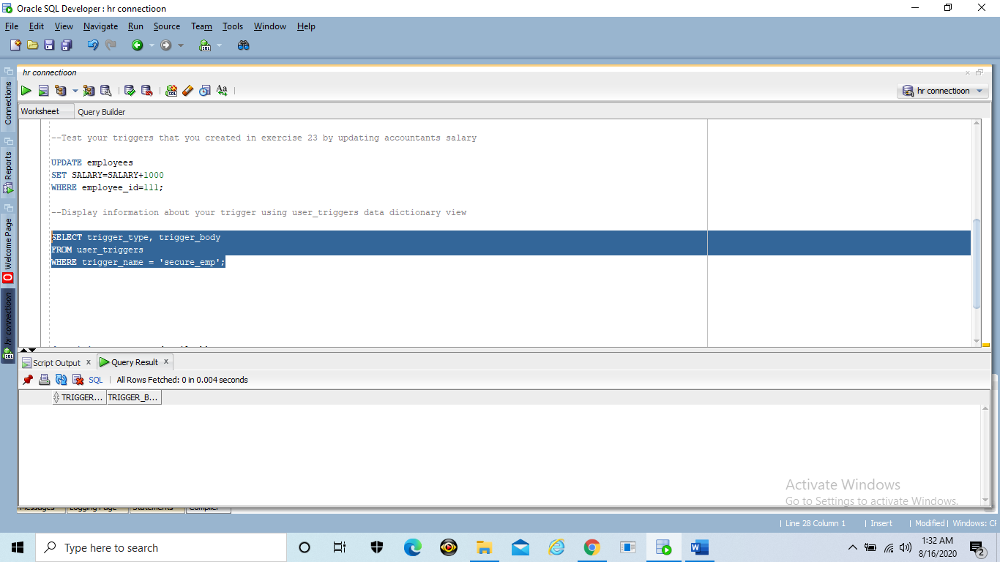 Oracle SQL Developer : hr connectioon
File Edit View Navigate Run Source Team Tools Window Help
hr connectioon
hr connectioon
Worksheet Query Builder
Connections
Reports
Welcome Page
hr connectioon
--Test your triggers that you created in exercise 23 by updating accountants salary
UPDATE employees
SET SALARY=SALARY+1000
WHERE employee_id=111;
--Display information about your trigger using user_triggers data dictionary view
SELECT trigger_type, trigger_body
FROM user_triggers
WHERE trigger_name = 'secure_emp';
Script Output x Query Result x
SQL | All Rows Fetched: 0 in 0.004 seconds
TRIGGER... TRIGGER_B...
Activate Windows
Go to Settings to activate Windows.
Messages Logging Page Statements Compiler
| Line 28 Column 1 | Insert | Modified | Windows: CF
Type here to search
1:32 AM
8/16/2020
2